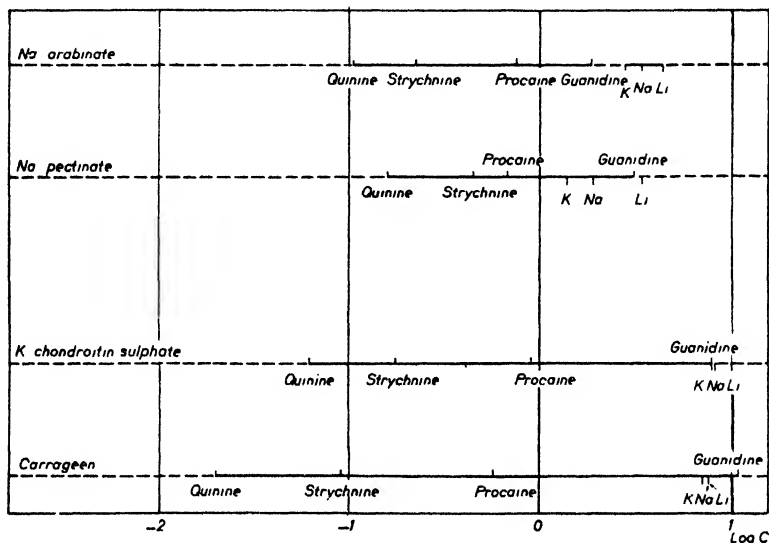 Na arabinate
Quinine Strychnine Procaine Guanidine K Na Li
Procaine Guanidine
Na pectinate
Quinine Strychnine K Na Li
Guanidine
K chondroitin sulphate
Quinine Strychnine Procaine K Na Li
Guanidine
Carrageen
Quinine Strychnine Procaine K Na Li
-2 -1 0 1
Log C